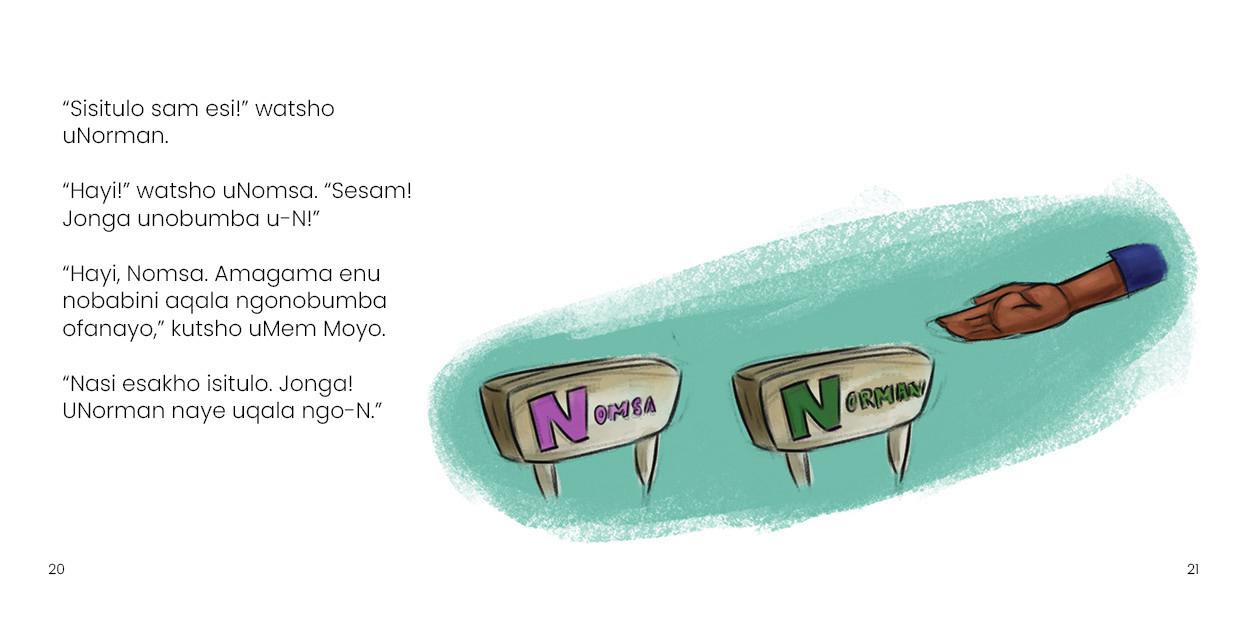 “Sisitulo sam esi!” watsho
uNorman.
“Hayi!” watsho uNomsa. “Sesam!
Jonga unobumba u-N!”
“Hayi, Nomsa. Amagama enu
nobabini aqala ngonobumba
ofanayo,” kutsho uMem Moyo.
“Nasi esakho isitulo. Jonga!
UNorman naye uqala ngo-N.”
NOMSA
NORMAN
20
21